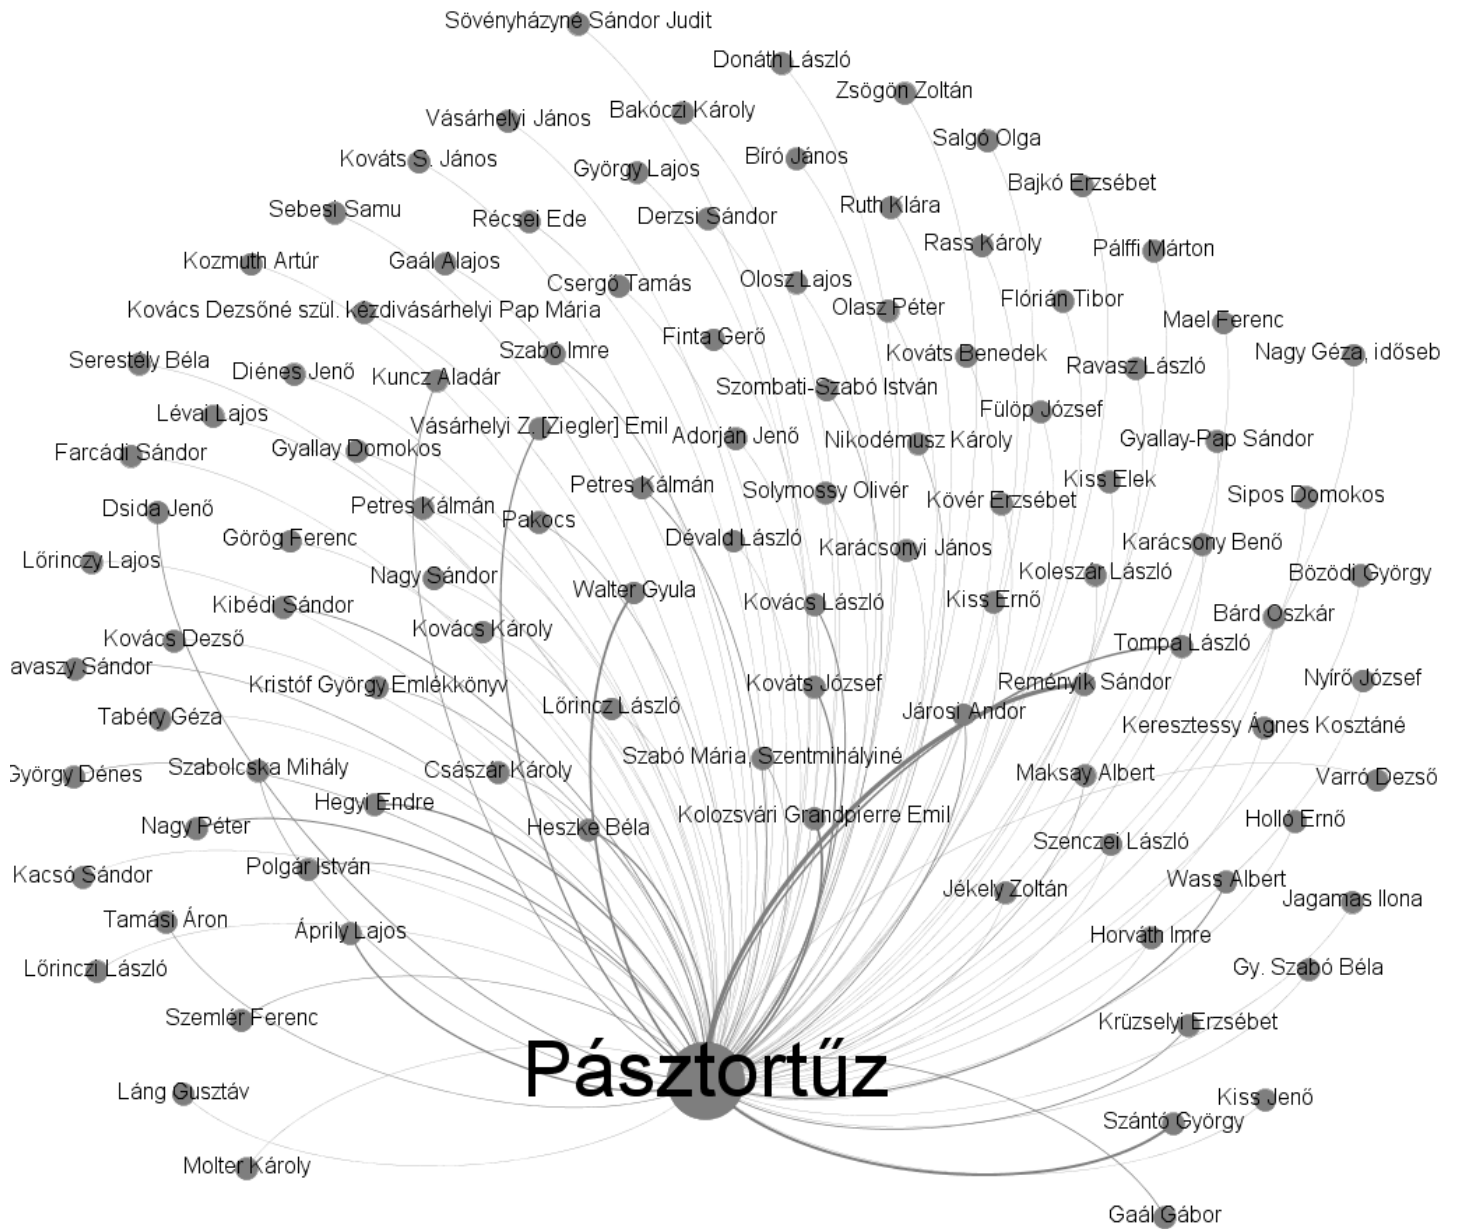 Sövényházyné Sándor Judit
Donáth László
Zsögön Zoltán
Bakóczi Károly
Vásárhelyi János
Salgó Olga
Bíró János
Kováts S. János
György Lajos
Bajkó Erzsébet
Ruth Klára
Sebesi Samu
Récsei Ede
Derzsi Sándor
Rass Károly
Pálffi Márton
Kozmuth Artúr
Gaál Alajos
Csergő Tamás
Olosz Lajos
Flórián Tibor
Olasz Péter
Kovács Dezsőné szül. kézdivásárhelyi Pap Mária
Mael Ferenc
Finta Gerő
Szabó Imre
Kováts Benedek
Nagy Géza, idősebb
Serestély Béla
Diénes Jenő
Kuncz Aladár
Ravasz László
Szombati-Szabó István
Lévai Lajos
Fülöp József
Vásárhelyi Z. [Ziegler] Emil
Adorján Jenő
Nikodémusz Károly
Gyallay-Pap Sándor
Farcádi Sándor
Gyallay Domokos
Kiss Elek
Petres Kálmán
Solymossy Olivér
Kövér Erzsébet
Sipos Domokos
Dsida Jenő
Petres Kálmán
Pakocs
Görög Ferenc
Dévald László
Karácsonyi János
Karácsony Benő
Lőrinczy Lajos
Nagy Sándor
Koleszár László
Bözödi György
Walter Gyula
Kibédi Sándor
Kovács László
Kiss Ernő
Bárd Oszkár
Kovács Dezső
Kovács Károly
Tompa László
avaszy Sándor
Kristóf György Emlékkönyv
Kováts József
Reményik Sándor
Nyírő József
Tabéry Géza
Lőrincz László
Járosi Andor
Keresztessy Ágnes Kosztáné
György Dénes
Szabolcska Mihály
Császár Károly
Szabó Mária, Szentmihályiné
Maksay Albert
Varró Dezső
Hegyi Endre
Nagy Péter
Heszke Béla
Kolozsvári Grandpierre Emil
Holló Ernő
Szenczei László
Kacsó Sándor
Polgár István
Jékely Zoltán
Wass Albert
Jagamas Ilona
Tamási Áron
Áprily Lajos
Horváth Imre
Lőrinczi László
Gy. Szabó Béla
Szemlér Ferenc
Krüzselyi Erzsébet
Pásztortűz
Láng Gusztáv
Kiss Jenő
Szántó György
Molter Károly
Gaál Gábor